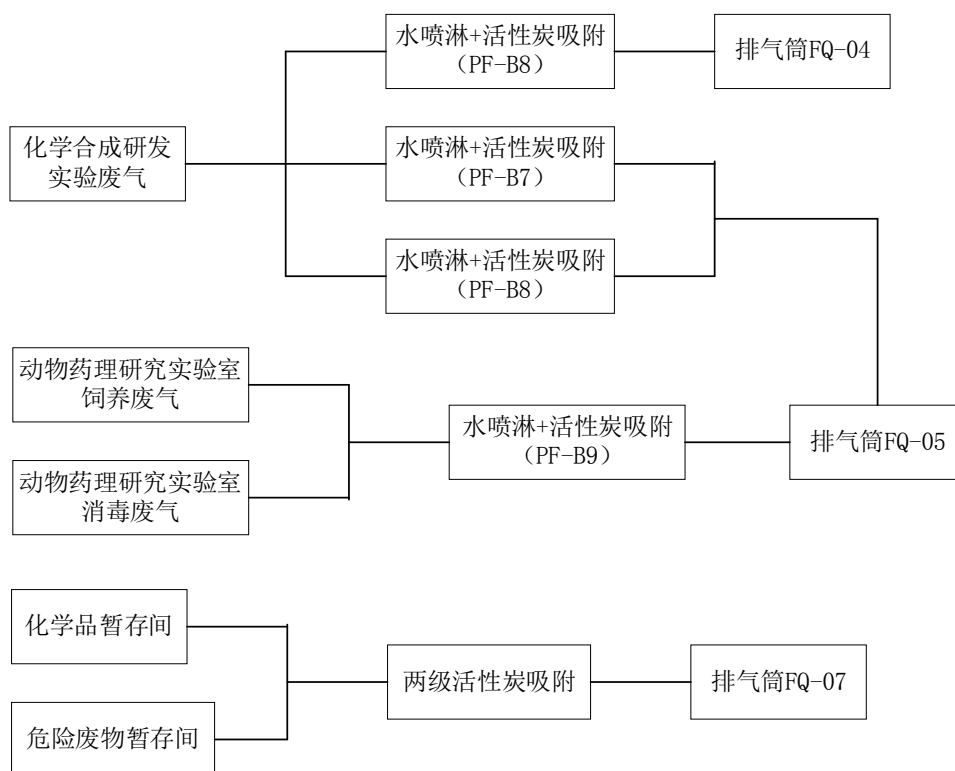 水喷淋+活性炭吸附
（PF-B8）
排气筒FQ-04
化学合成研发
实验废气
水喷淋+活性炭吸附
（PF-B7）
水喷淋+活性炭吸附
（PF-B8）
动物药理研究实验室
饲养废气
水喷淋+活性炭吸附
（PF-B9）
排气筒FQ-05
动物药理研究实验室
消毒废气
化学品暂存间
两级活性炭吸附
排气筒FQ-07
危险废物暂存间